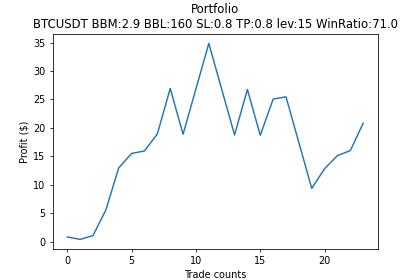 Portfolio
BTCUSDT BBM:2.9 BBL:160 SL:0.8 TP:0.8 lev:15 WinRatio:71.0
35
30
25
20
15
10
5
0
Profit ($)
0 5 10 15 20
Trade counts